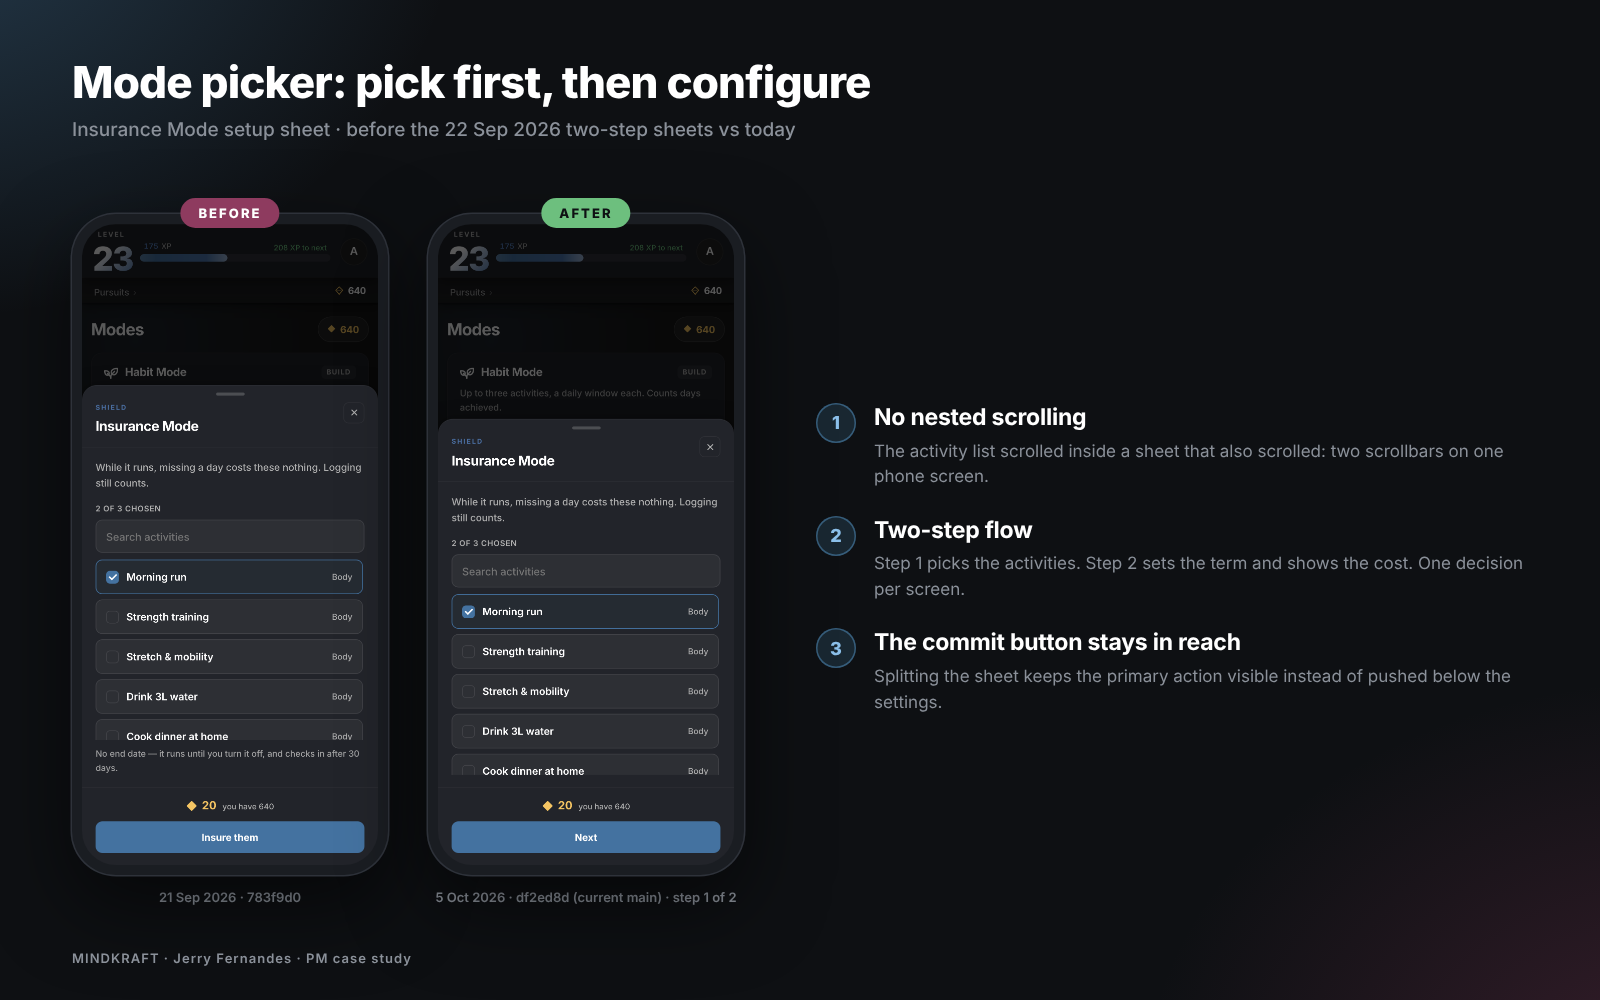 Mode picker: pick first, then configure
Insurance Mode setup sheet · before the 22 Sep 2026 two-step sheets vs today
BEFORE
LEVEL
23
175 XP
208 XP to next
A
Pursuits ›
640
Modes
640
Habit Mode
BUILD
SHIELD
Insurance Mode
While it runs, missing a day costs these nothing. Logging
still counts.
2 OF 3 CHOSEN
Search activities
Morning run Body
Strength training Body
Stretch & mobility Body
Drink 3L water Body
Cook dinner at home Body
No end date — it runs until you turn it off, and checks in after 30
days.
20 you have 640
Insure them
21 Sep 2026 · 783f9d0
AFTER
LEVEL
23
175 XP
208 XP to next
A
Pursuits ›
640
Modes
640
Habit Mode
BUILD
Up to three activities, a daily window each. Counts days
achieved.
SHIELD
Insurance Mode
While it runs, missing a day costs these nothing. Logging
still counts.
2 OF 3 CHOSEN
Search activities
Morning run Body
Strength training Body
Stretch & mobility Body
Drink 3L water Body
Cook dinner at home Body
20 you have 640
Next
5 Oct 2026 · df2ed8d (current main) · step 1 of 2
1
No nested scrolling
The activity list scrolled inside a sheet that also scrolled: two scrollbars on one
phone screen.
2
Two-step flow
Step 1 picks the activities. Step 2 sets the term and shows the cost. One decision
per screen.
3
The commit button stays in reach
Splitting the sheet keeps the primary action visible instead of pushed below the
settings.
MINDKRAFT · Jerry Fernandes · PM case study